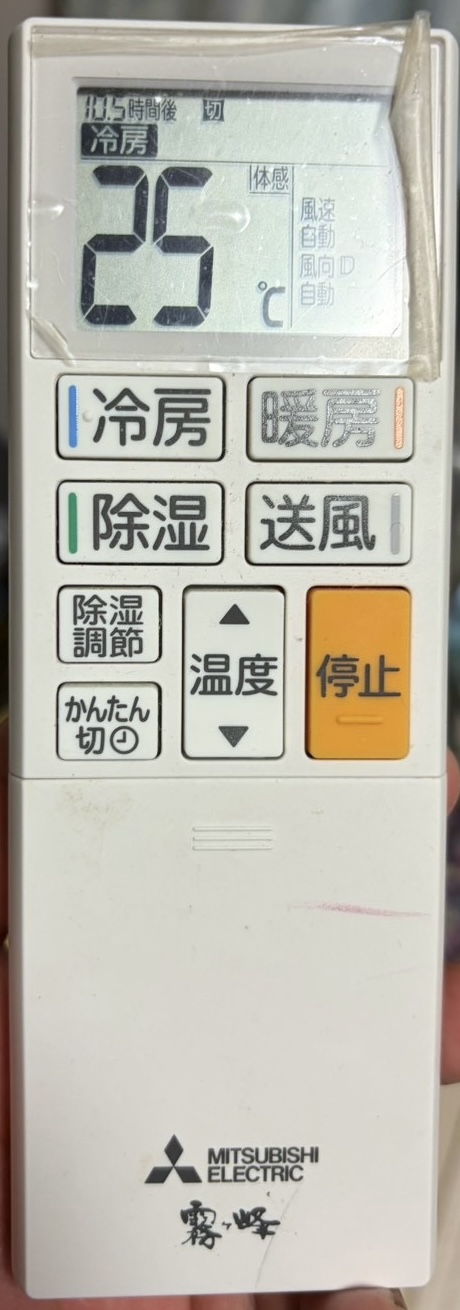 10.5時間後 切
冷房
体感
25℃
風速
自動
風向
自動
冷房
暖房
除湿
送風
除湿
調節
▲
温度
▼
停止
かんたん
切
MITSUBISHI
ELECTRIC
霧ヶ峰